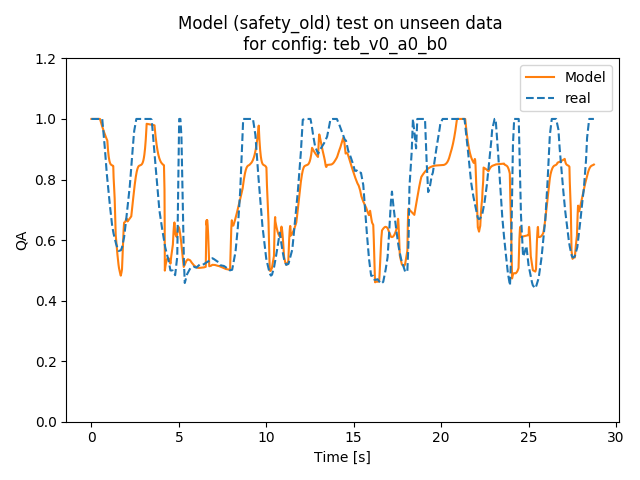 Model (safety_old) test on unseen data
for config: teb_v0_a0_b0
Model
real
QA
1.2
1.0
0.8
0.6
0.4
0.2
0.0
0
5
10
15
20
25
30
Time [s]